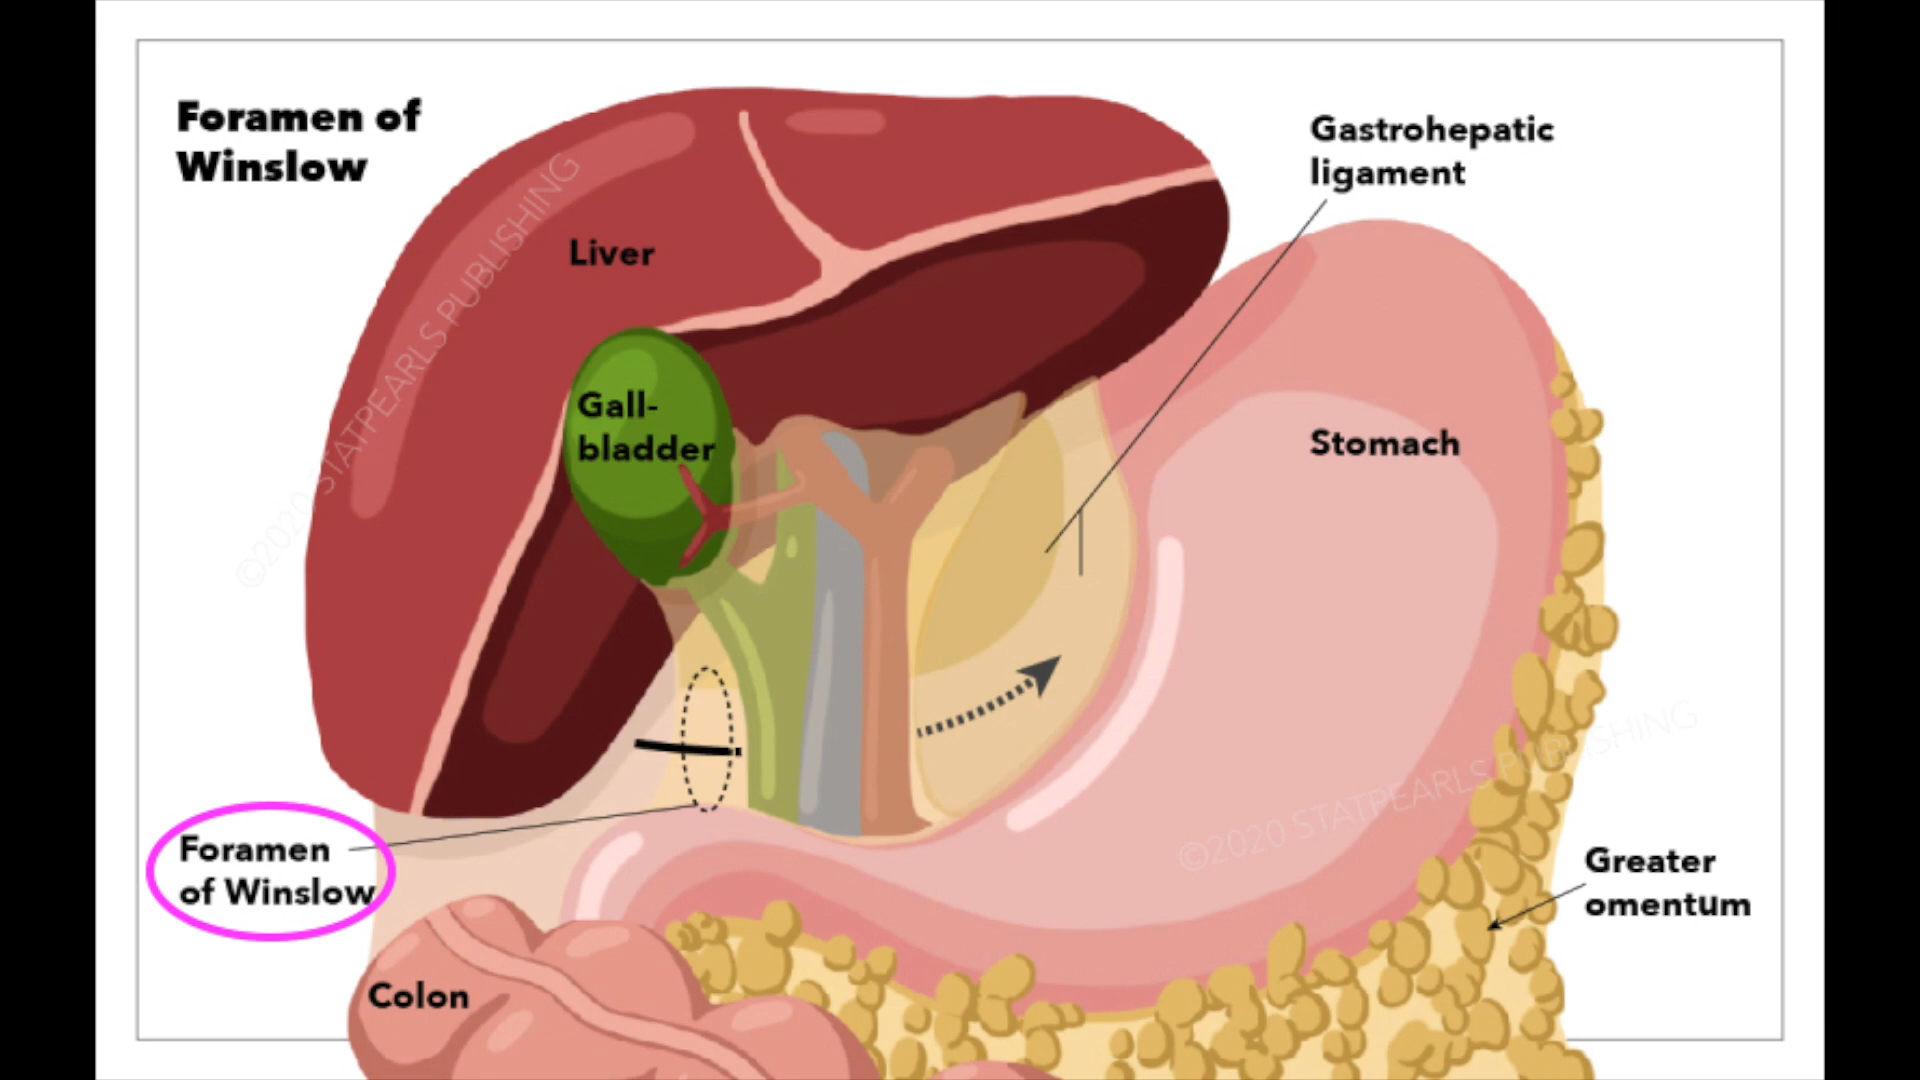 Foramen of
Winslow
Gastrohepatic
ligament
Liver
Gall-
bladder
Stomach
Foramen
of Winslow
Greater
omentum
Colon
©2020 STATPEARLS PUBLISHING
©2020 STATPEARLS PUBLISHING